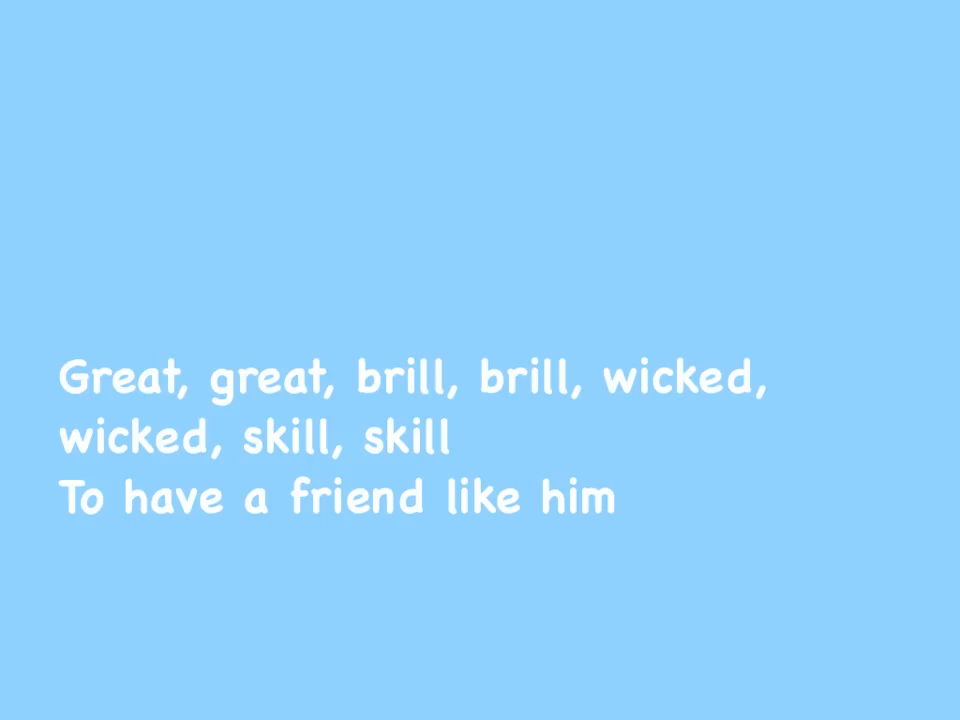 Great, great, brill, brill, wicked,
wicked, skill, skill
To have a friend like him